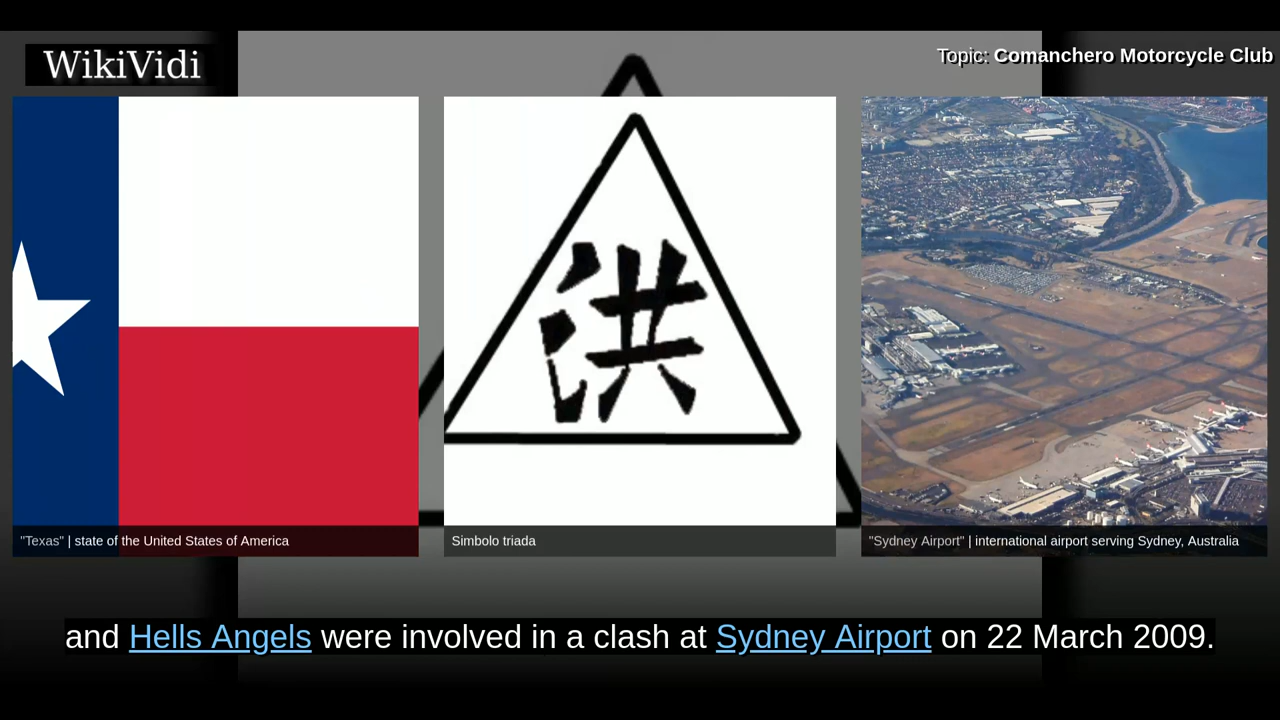 WikiVidi
Topic: Comanchero Motorcycle Club
洪
"Texas" | state of the United States of America
Simbolo triada
"Sydney Airport" | international airport serving Sydney, Australia
and Hells Angels were involved in a clash at Sydney Airport on 22 March 2009.